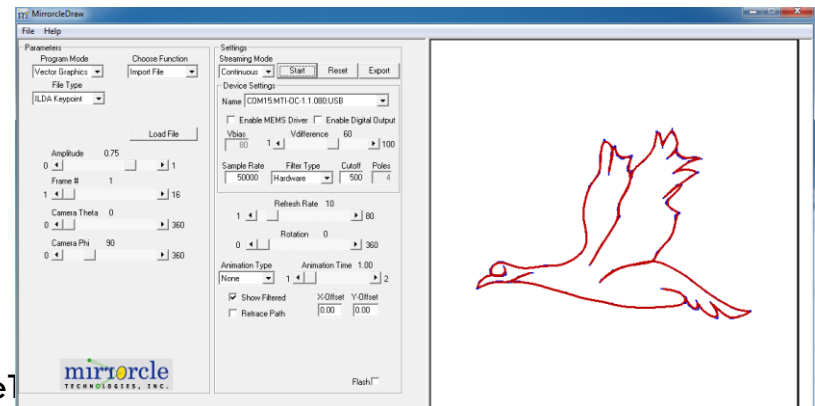 MirrorcleDraw
File Help
Parameters
Program Mode Choose Function
Vector Graphics Import File
File Type
ILDA Keypoint
Load File
Amplitude 0.75
0 1
Frame # 1
1 16
Camera Theta 0
0 360
Camera Phi 90
0 360
mirrorcle
TECHNOLOGIES, INC.
Settings
Streaming Mode
Continuous Start Reset Export
Device Settings
Name COM15:MTI-OC-1.1.080:USB
Enable MEMS Driver Enable Digital Output
Vbias Vdifference 60
80 1 100
Sample Rate Filter Type Cutoff Poles
50000 Hardware 500 4
Refresh Rate 10
1 80
Rotation 0
0 360
Animation Type Animation Time 1.00
None 1 2
Show Filtered X-Offset Y-Offset
Retrace Path 0.00 0.00
Flash